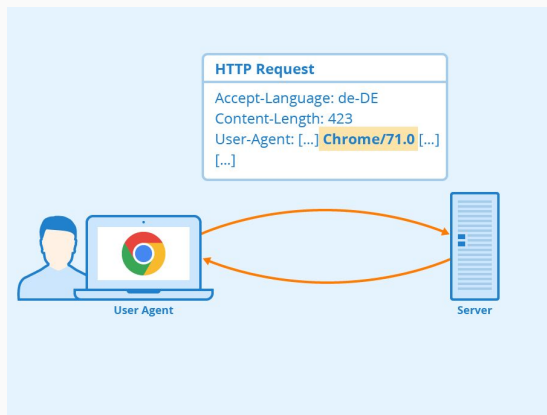 HTTP Request
Accept-Language: de-DE
Content-Length: 423
User-Agent: [...] Chrome/71.0 [...]
[...]
User Agent
Server